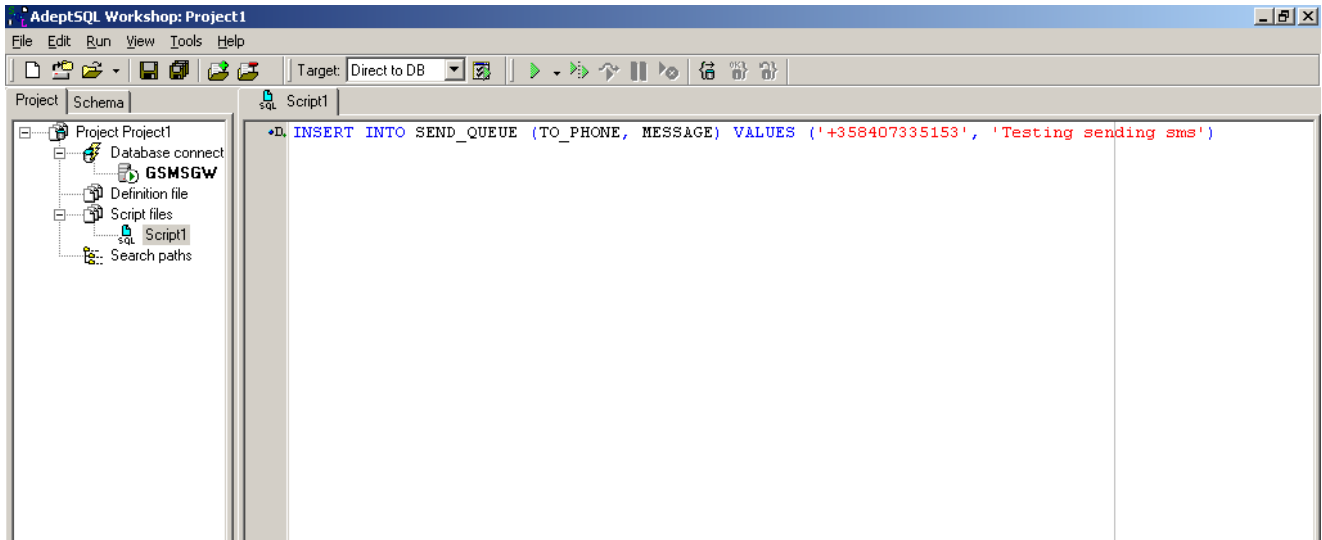 AdeptSQL Workshop: Project1
File Edit Run View Tools Help
Target: Direct to DB
Project Schema
SQL Script1
Project Project1
Database connect
GSMSGW
Definition file
Script files
SQL Script1
Search paths
INSERT INTO SEND_QUEUE (TO_PHONE, MESSAGE) VALUES ('+358407335153', 'Testing sending sms')